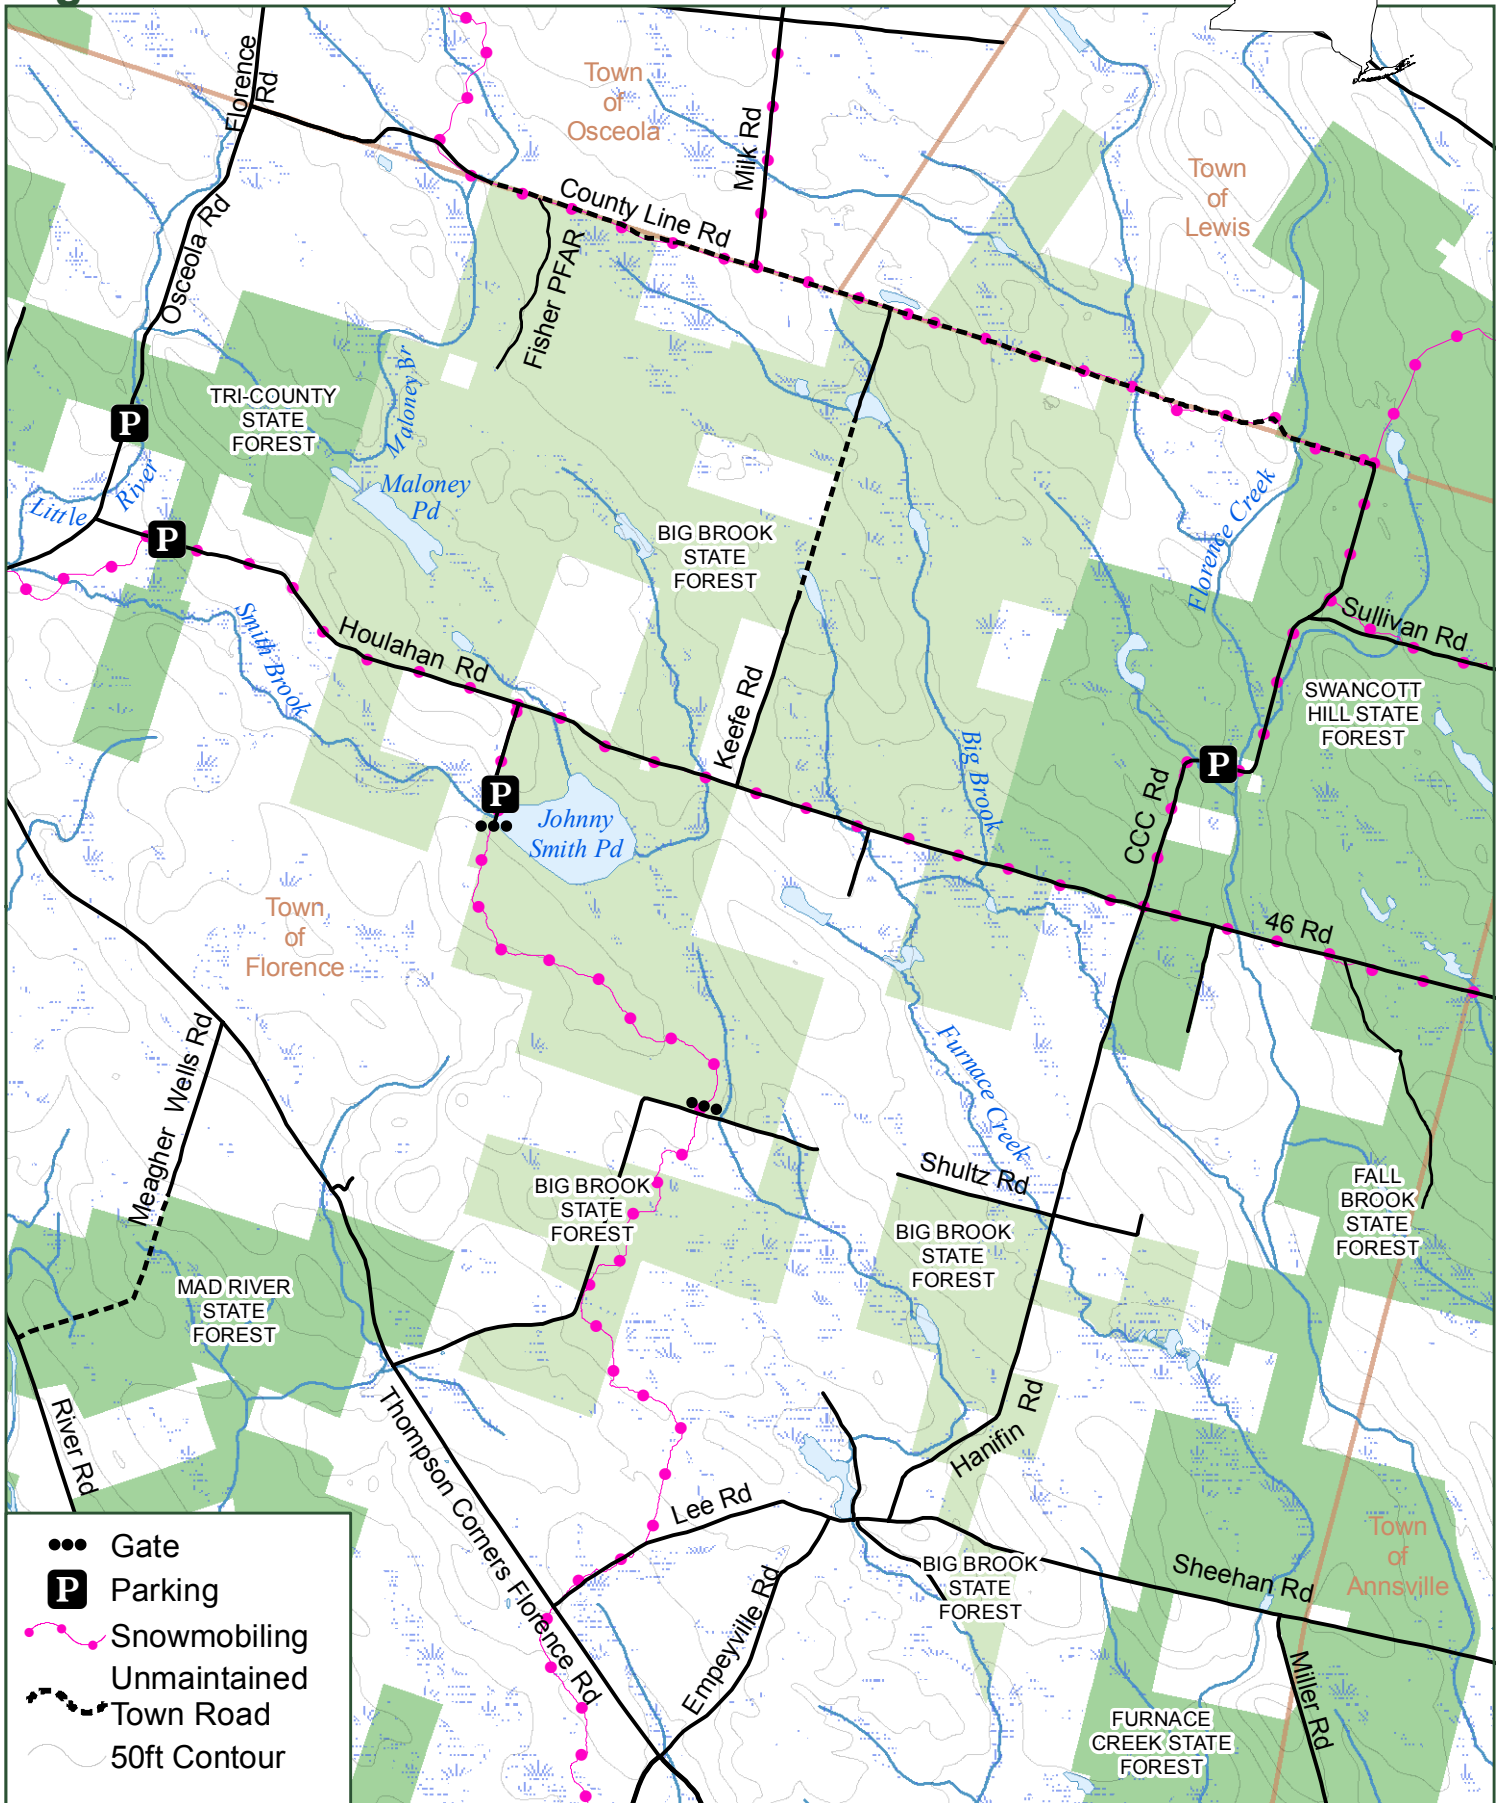 Florence
Rd
Town
of
Osceola
Milk Rd
Town
of
Lewis
County Line Rd
Osceola Rd
Fisher PFAR
Maloney Br
TRI-COUNTY
STATE
FOREST
P
Little
River
Maloney
Pd
P
BIG BROOK
STATE
FOREST
Florence Creek
Smith Brook
Houlahan Rd
Sullivan Rd
Keefe Rd
SWANCOTT
HILL STATE
FOREST
Big Brook
P
P
CCC Rd
Johnny
Smith Pd
Town
of
Florence
46 Rd
Meagher Wells Rd
Furnace Creek
Shultz Rd
BIG BROOK
STATE
FOREST
FALL
BROOK
STATE
FOREST
BIG BROOK
STATE
FOREST
MAD RIVER
STATE
FOREST
River Rd
Thompson Corners Florence Rd
Hanifin Rd
Lee Rd
Town
of
Annsville
BIG BROOK
STATE
FOREST
Sheehan Rd
Empeyville Rd
Miller Rd
FURNACE
CREEK STATE
FOREST
Gate
P Parking
Snowmobiling
Unmaintained
Town Road
50ft Contour